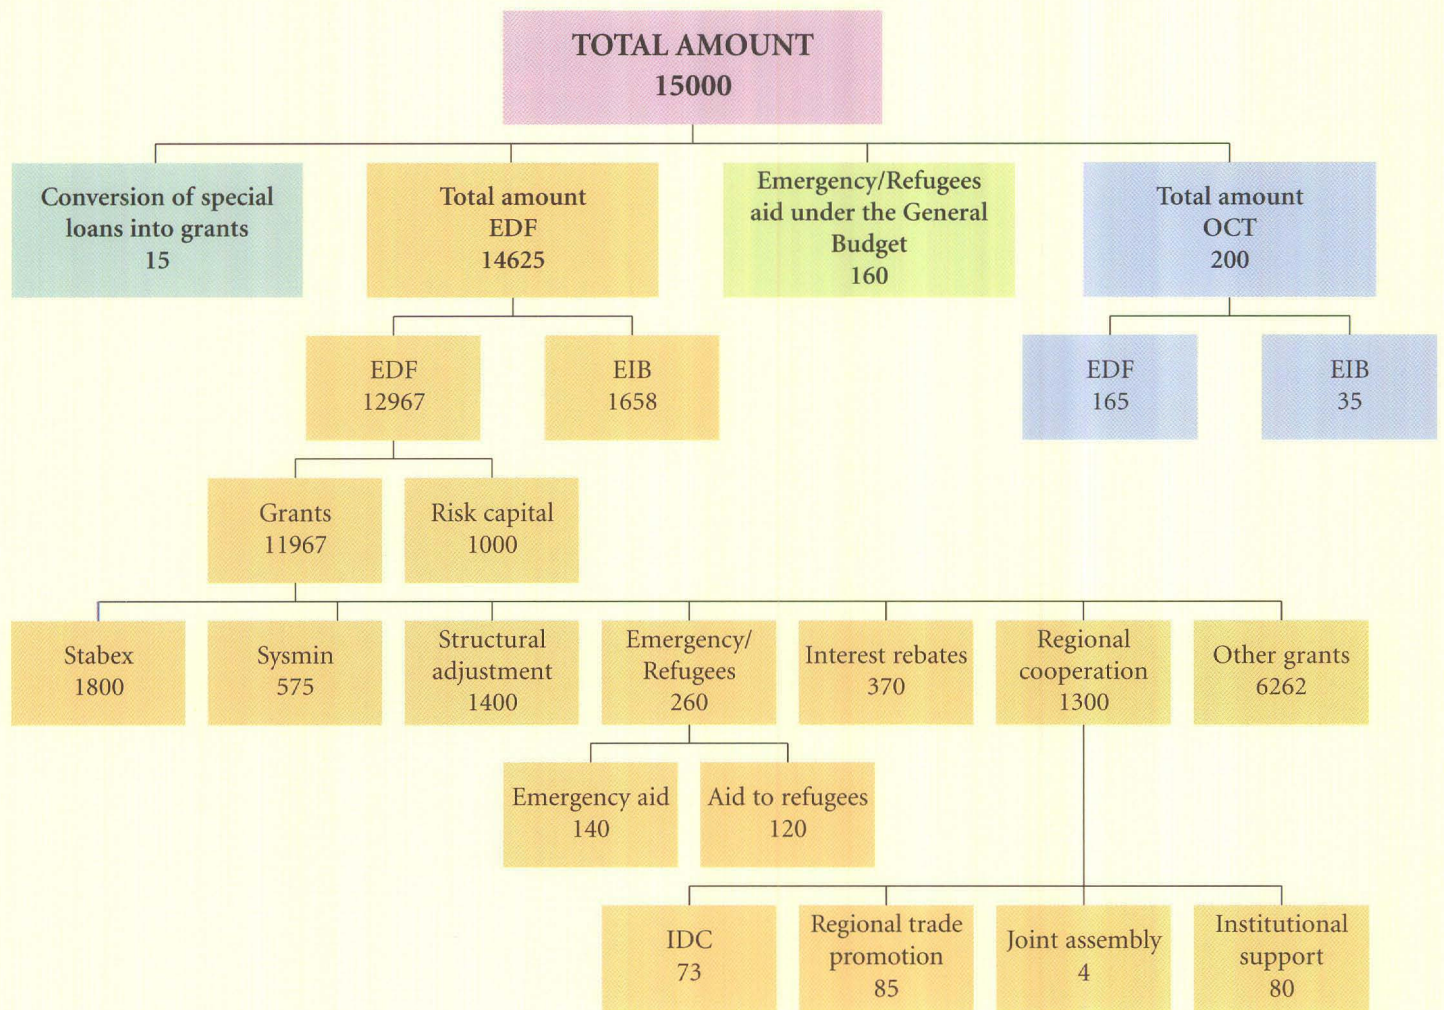 TOTAL AMOUNT
15000
Conversion of special
loans into grants
15
Total amount
EDF
14625
Emergency/Refugees
aid under the General
Budget
160
Total amount
OCT
200
EDF
12967
EIB
1658
EDF
165
EIB
35
Grants
11967
Risk capital
1000
Stabex
1800
Sysmin
575
Structural
adjustment
1400
Emergency/
Refugees
260
Interest rebates
370
Regional
cooperation
1300
Other grants
6262
Emergency aid
140
Aid to refugees
120
IDC
73
Regional trade
promotion
85
Joint assembly
4
Institutional
support
80